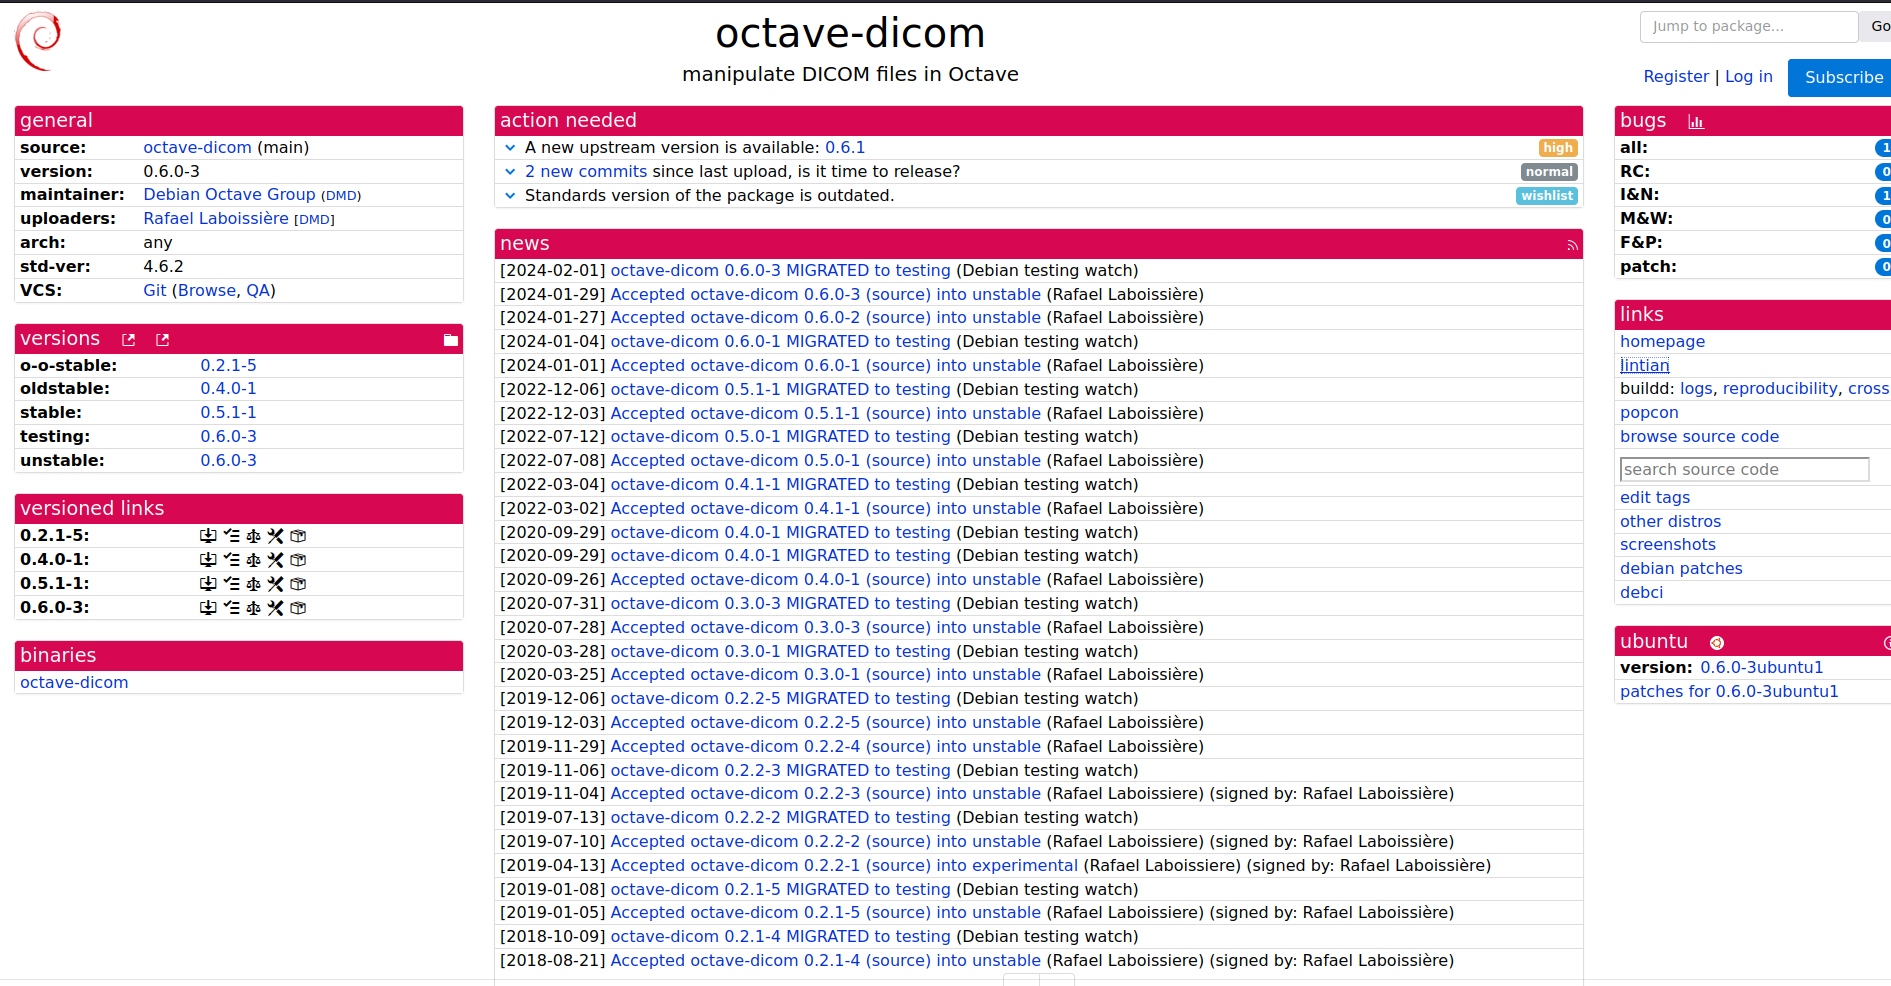 octave-dicom
manipulate DICOM files in Octave
Jump to package...
Go
Register | Log in
Subscribe
general
source: octave-dicom (main)
version: 0.6.0-3
maintainer: Debian Octave Group (DMD)
uploaders: Rafael Laboissière [DMD]
arch: any
std-ver: 4.6.2
VCS: Git (Browse, QA)
versions
o-o-stable: 0.2.1-5
oldstable: 0.4.0-1
stable: 0.5.1-1
testing: 0.6.0-3
unstable: 0.6.0-3
versioned links
0.2.1-5:
0.4.0-1:
0.5.1-1:
0.6.0-3:
binaries
octave-dicom
action needed
A new upstream version is available: 0.6.1 high
2 new commits since last upload, is it time to release? normal
Standards version of the package is outdated. wishlist
news
[2024-02-01] octave-dicom 0.6.0-3 MIGRATED to testing (Debian testing watch)
[2024-01-29] Accepted octave-dicom 0.6.0-3 (source) into unstable (Rafael Laboissière)
[2024-01-27] Accepted octave-dicom 0.6.0-2 (source) into unstable (Rafael Laboissière)
[2024-01-04] octave-dicom 0.6.0-1 MIGRATED to testing (Debian testing watch)
[2024-01-01] Accepted octave-dicom 0.6.0-1 (source) into unstable (Rafael Laboissière)
[2022-12-06] octave-dicom 0.5.1-1 MIGRATED to testing (Debian testing watch)
[2022-12-03] Accepted octave-dicom 0.5.1-1 (source) into unstable (Rafael Laboissière)
[2022-07-12] octave-dicom 0.5.0-1 MIGRATED to testing (Debian testing watch)
[2022-07-08] Accepted octave-dicom 0.5.0-1 (source) into unstable (Rafael Laboissière)
[2022-03-04] octave-dicom 0.4.1-1 MIGRATED to testing (Debian testing watch)
[2022-03-02] Accepted octave-dicom 0.4.1-1 (source) into unstable (Rafael Laboissière)
[2020-09-29] octave-dicom 0.4.0-1 MIGRATED to testing (Debian testing watch)
[2020-09-29] octave-dicom 0.4.0-1 MIGRATED to testing (Debian testing watch)
[2020-09-26] Accepted octave-dicom 0.4.0-1 (source) into unstable (Rafael Laboissière)
[2020-07-31] octave-dicom 0.3.0-3 MIGRATED to testing (Debian testing watch)
[2020-07-28] Accepted octave-dicom 0.3.0-3 (source) into unstable (Rafael Laboissière)
[2020-03-28] octave-dicom 0.3.0-1 MIGRATED to testing (Debian testing watch)
[2020-03-25] Accepted octave-dicom 0.3.0-1 (source) into unstable (Rafael Laboissière)
[2019-12-06] octave-dicom 0.2.2-5 MIGRATED to testing (Debian testing watch)
[2019-12-03] Accepted octave-dicom 0.2.2-5 (source) into unstable (Rafael Laboissière)
[2019-11-29] Accepted octave-dicom 0.2.2-4 (source) into unstable (Rafael Laboissière)
[2019-11-06] octave-dicom 0.2.2-3 MIGRATED to testing (Debian testing watch)
[2019-11-04] Accepted octave-dicom 0.2.2-3 (source) into unstable (Rafael Laboissiere) (signed by: Rafael Laboissière)
[2019-07-13] octave-dicom 0.2.2-2 MIGRATED to testing (Debian testing watch)
[2019-07-10] Accepted octave-dicom 0.2.2-2 (source) into unstable (Rafael Laboissiere) (signed by: Rafael Laboissière)
[2019-04-13] Accepted octave-dicom 0.2.2-1 (source) into experimental (Rafael Laboissiere) (signed by: Rafael Laboissière)
[2019-01-08] octave-dicom 0.2.1-5 MIGRATED to testing (Debian testing watch)
[2019-01-05] Accepted octave-dicom 0.2.1-5 (source) into unstable (Rafael Laboissiere) (signed by: Rafael Laboissière)
[2018-10-09] octave-dicom 0.2.1-4 MIGRATED to testing (Debian testing watch)
[2018-08-21] Accepted octave-dicom 0.2.1-4 (source) into unstable (Rafael Laboissiere) (signed by: Rafael Laboissière)
bugs
all: 1
RC: 0
I&N: 1
M&W: 0
F&P: 0
patch: 0
links
homepage
lintian
buildd: logs, reproducibility, cross
popcon
browse source code
search source code
edit tags
other distros
screenshots
debian patches
debci
ubuntu
version: 0.6.0-3ubuntu1
patches for 0.6.0-3ubuntu1